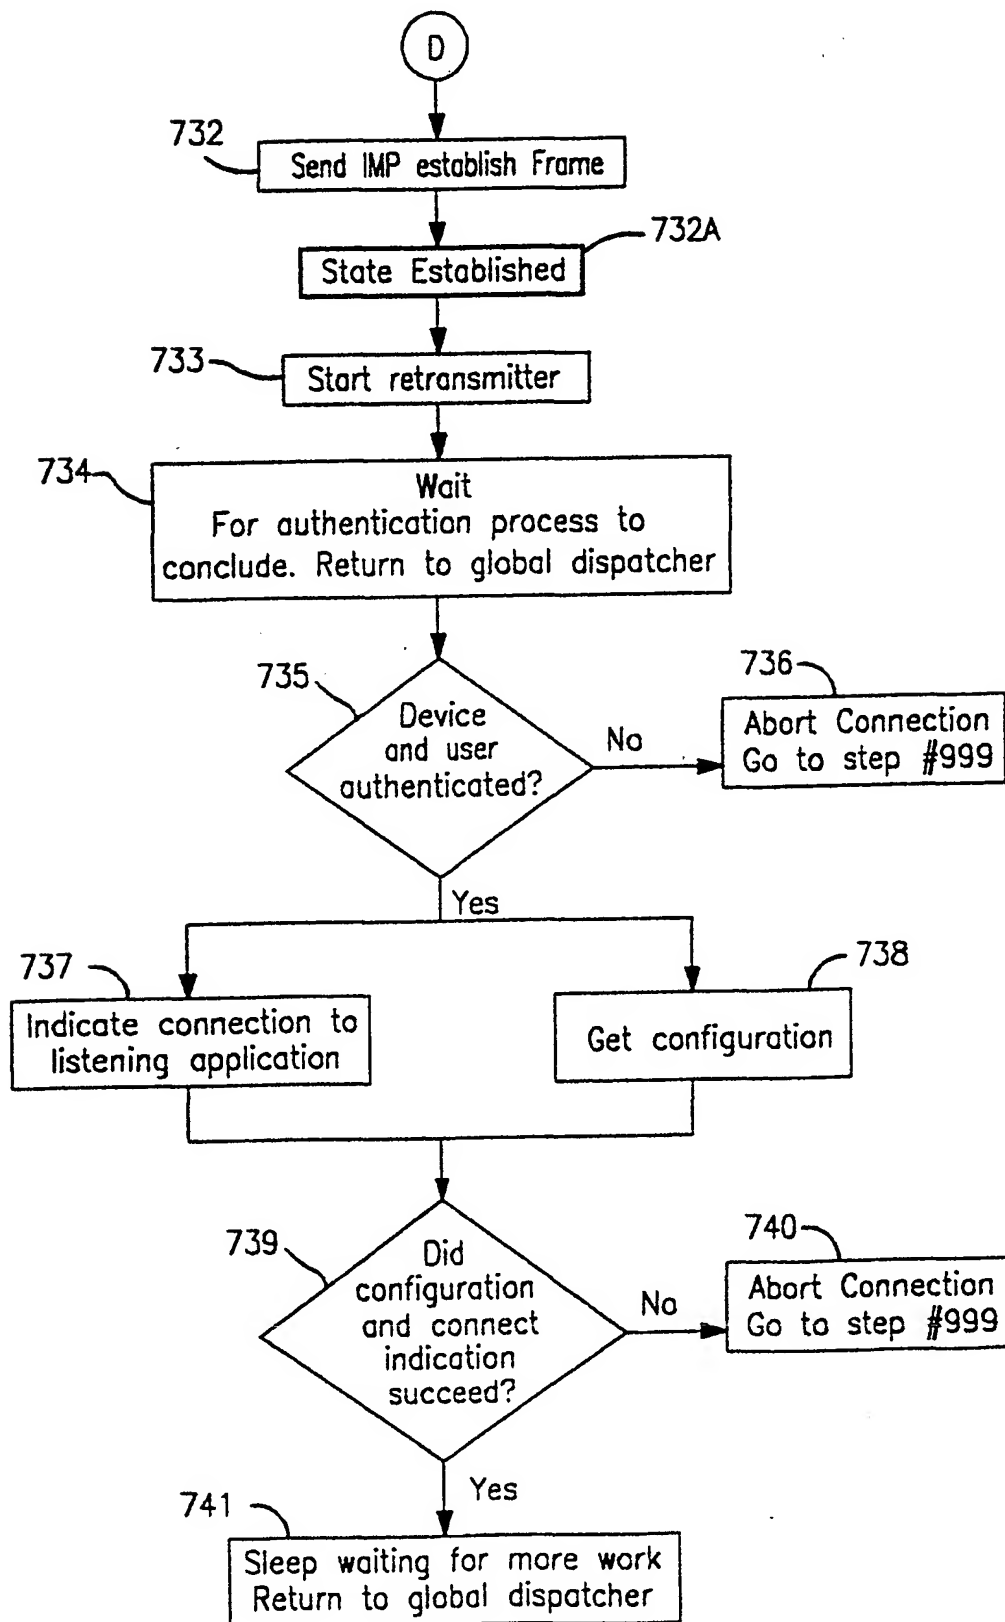 D
732
Send IMP establish Frame
732A
State Established
733
Start retransmitter
734
Wait
For authentication process to
conclude. Return to global dispatcher
735
Device
and user
authenticated?
No
736
Abort Connection
Go to step #999
Yes
737
Indicate connection to
listening application
738
Get configuration
739
Did
configuration
and connect
indication
succeed?
No
740
Abort Connection
Go to step #999
Yes
741
Sleep waiting for more work
Return to global dispatcher